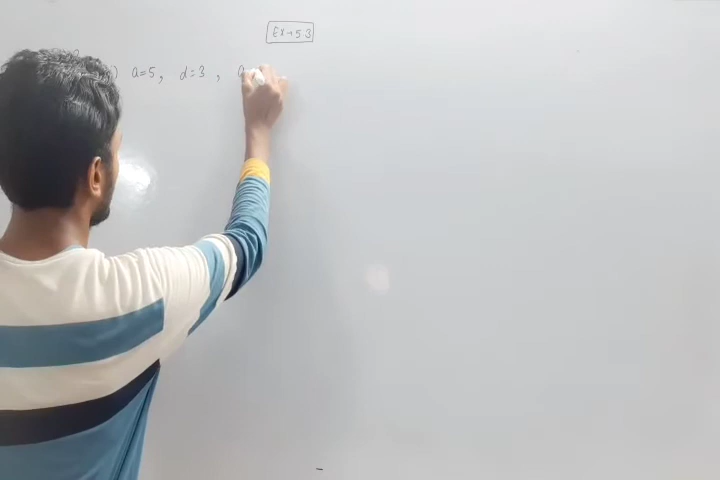 Ex→5.3
) a=5, d=3, a